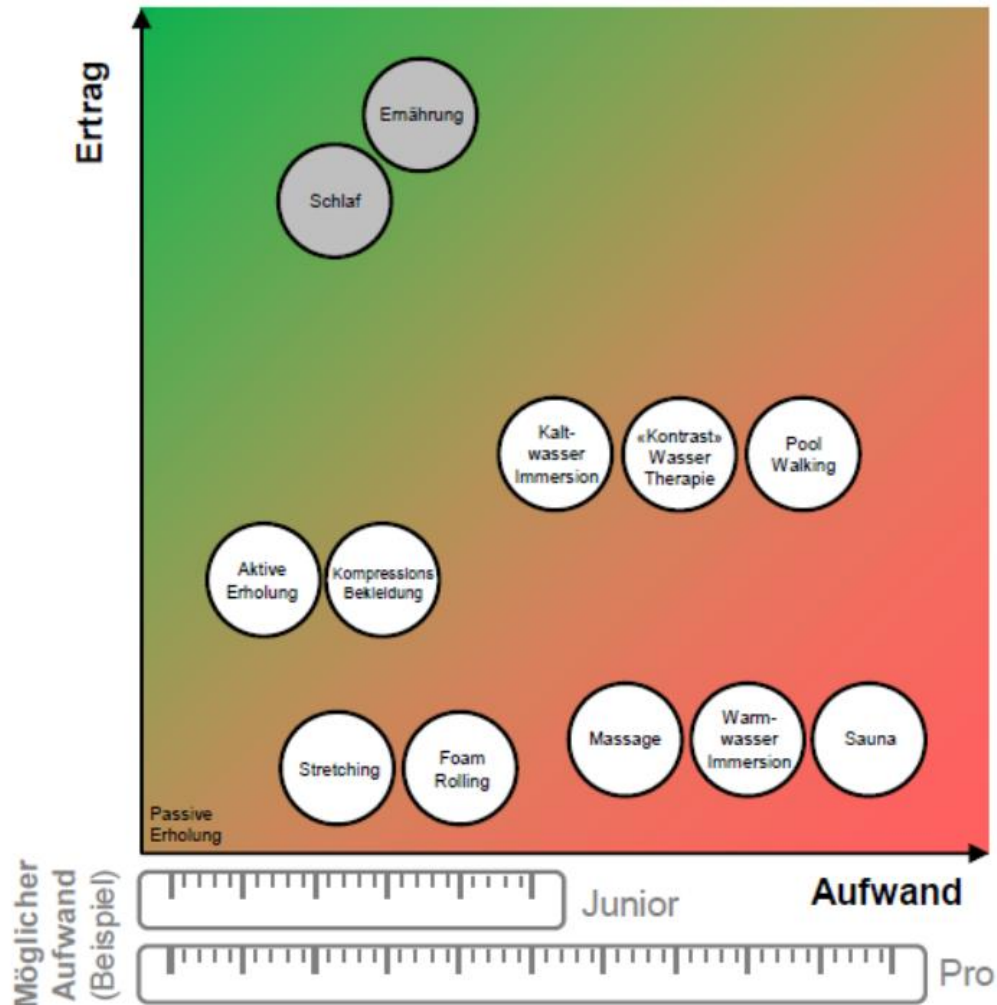 Ertrag
Ernährung
Schlaf
Kalt-
wasser
Immersion
«Kontrast»
Wasser
Therapie
Pool
Walking
Aktive
Erholung
Kompressions
Bekleidung
Stretching
Foam
Rolling
Massage
Warm-
wasser
Immersion
Sauna
Passive
Erholung
Aufwand
Möglicher
Aufwand
(Beispiel)
Junior
Pro